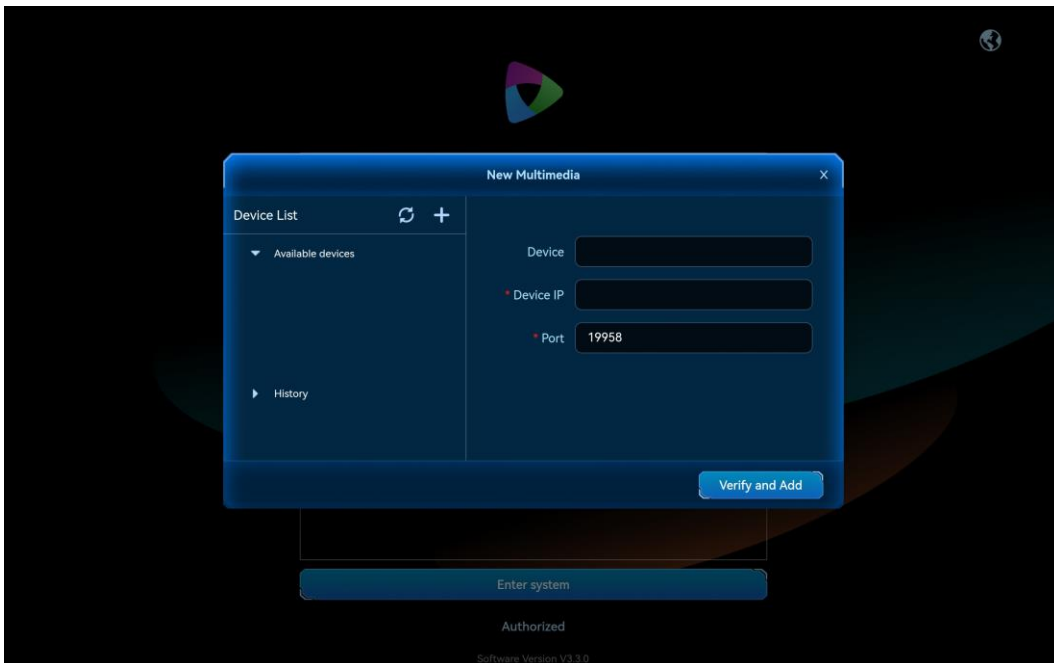 New Multimedia
X
Device List
Available devices
History
Device
* Device IP
* Port 19958
Verify and Add
Enter system
Authorized
Software Version V3.3.0